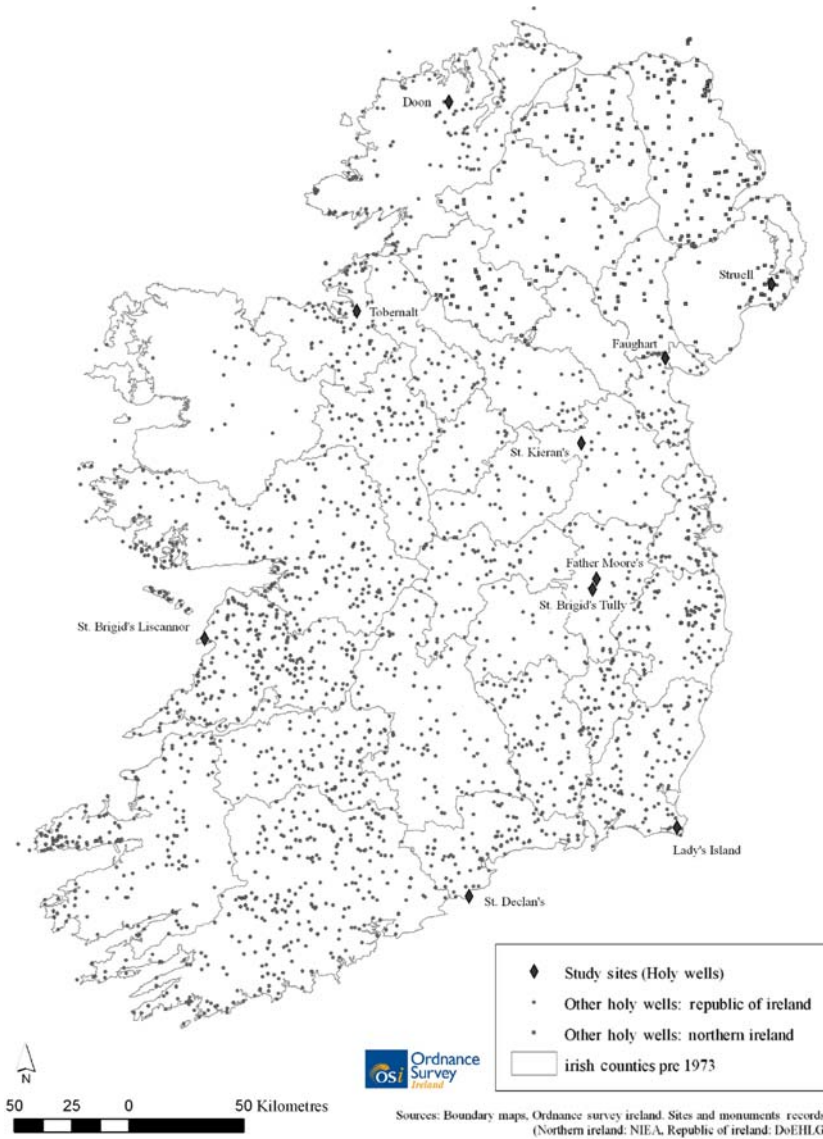 Doon
Struell
Tobernalt
Faughart
St. Kieran's
Father Moore's
St. Brigid's Tully
St. Brigid's Liscannor
Lady's Island
St. Declan's
Study sites (Holy wells)
Other holy wells: republic of ireland
Other holy wells: northern ireland
irish counties pre 1973
N
OSi Ordnance
Survey
Ireland
50 25 0 50 Kilometres
Sources: Boundary maps, Ordnance survey ireland. Sites and monuments records
(Northern ireland: NIEA, Republic of ireland: DoEHLG